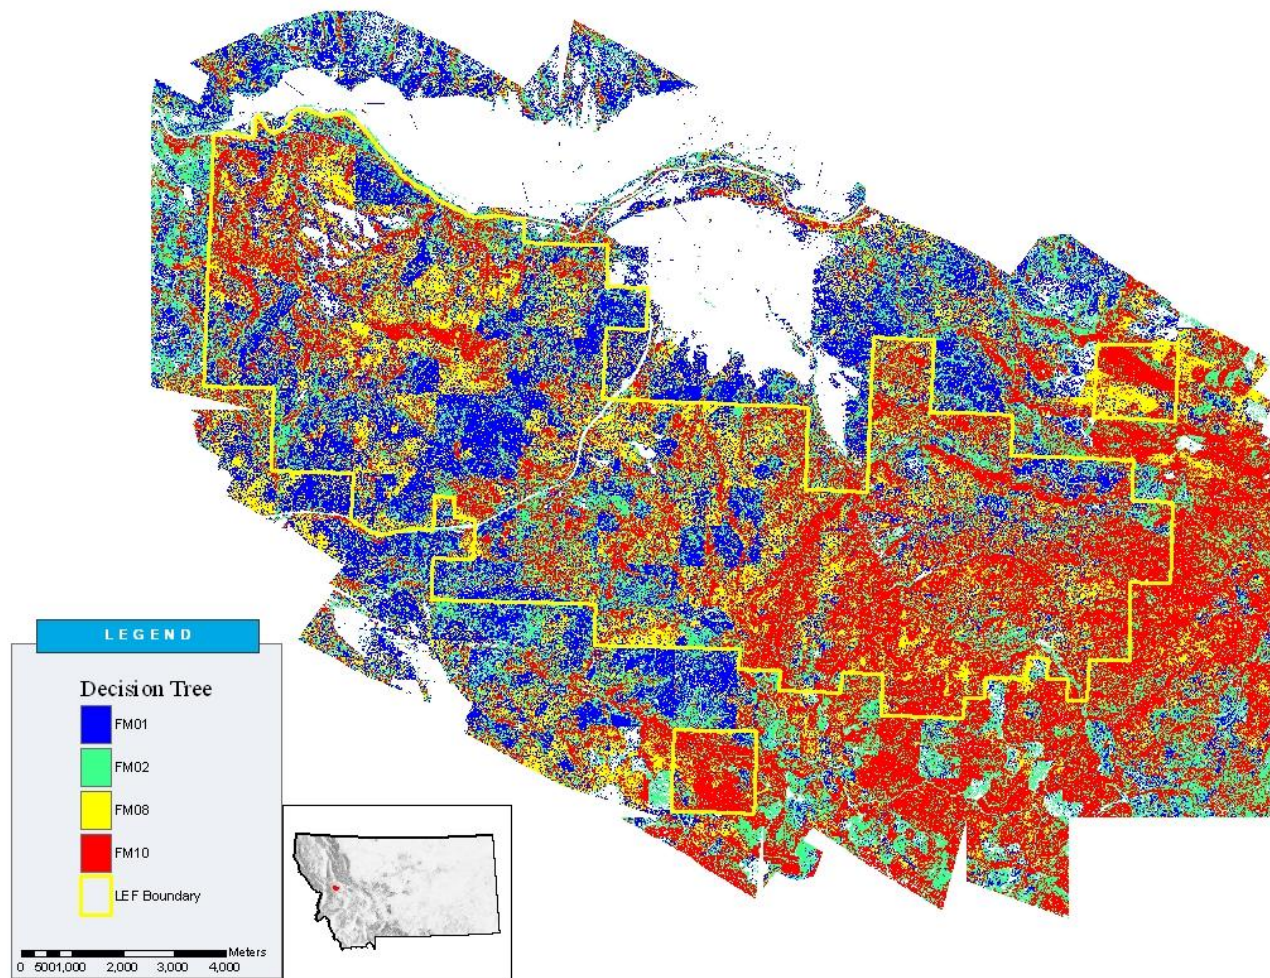 LEGEND
Decision Tree
FM01
FM02
FM08
FM10
LEF Boundary
Meters
0 5001,000 2,000 3,000 4,000